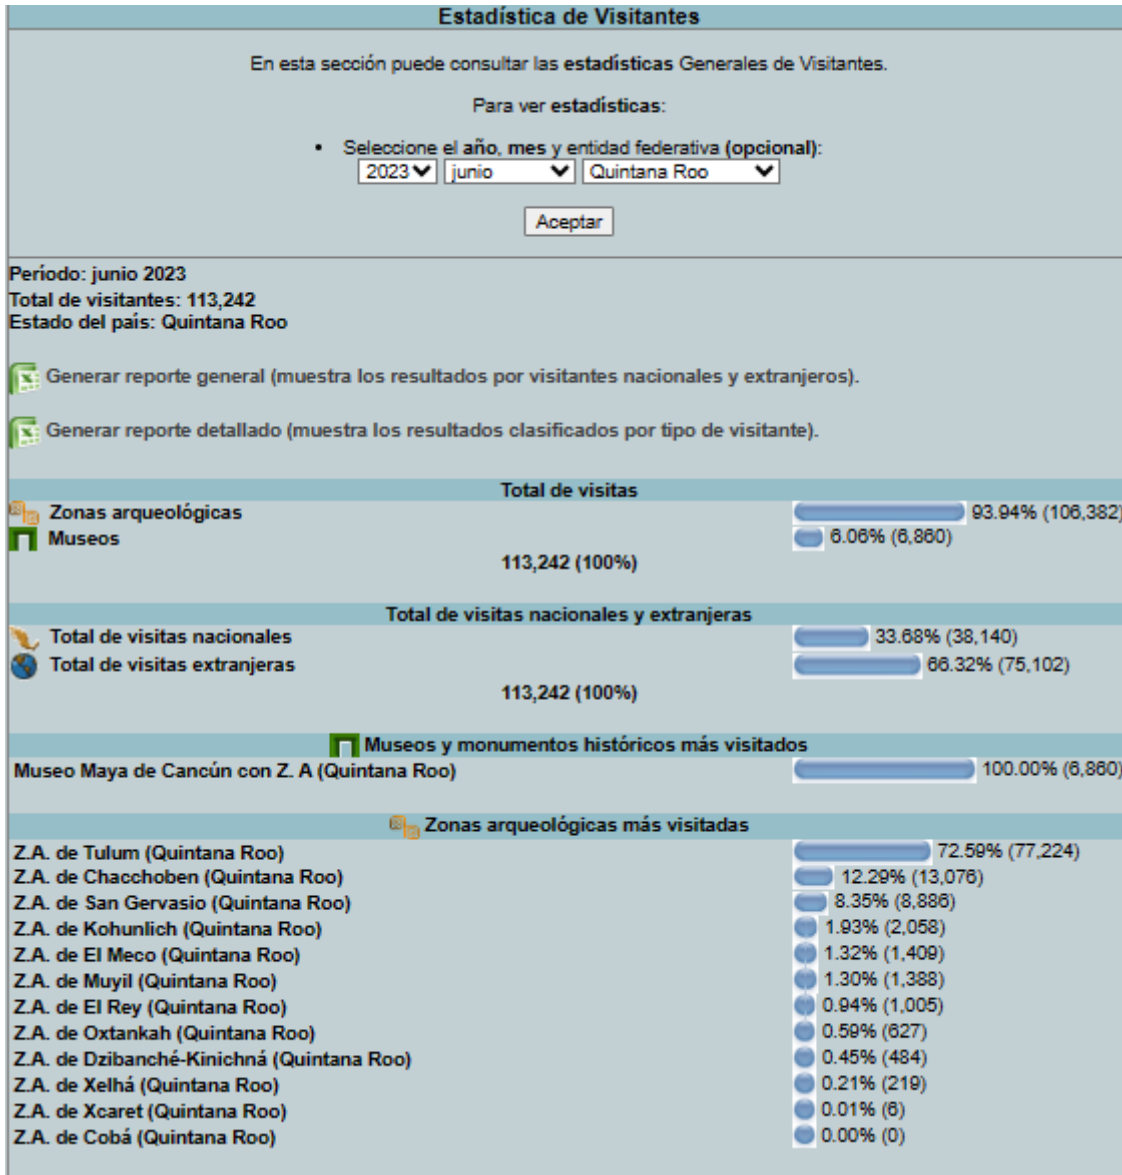 Estadística de Visitantes
En esta sección puede consultar las estadísticas Generales de Visitantes.
Para ver estadísticas:
• Seleccione el año, mes y entidad federativa (opcional):
2023 junio Quintana Roo
Aceptar
Período: junio 2023
Total de visitantes: 113,242
Estado del país: Quintana Roo
Generar reporte general (muestra los resultados por visitantes nacionales y extranjeros).
Generar reporte detallado (muestra los resultados clasificados por tipo de visitante).
Total de visitas
Zonas arqueológicas 93.94% (106,382)
Museos 6.06% (6,860)
113,242 (100%)
Total de visitas nacionales y extranjeras
Total de visitas nacionales 33.68% (38,140)
Total de visitas extranjeras 66.32% (75,102)
113,242 (100%)
Museos y monumentos históricos más visitados
Museo Maya de Cancún con Z. A (Quintana Roo) 100.00% (6,860)
Zonas arqueológicas más visitadas
Z.A. de Tulum (Quintana Roo) 72.59% (77,224)
Z.A. de Chacchoben (Quintana Roo) 12.29% (13,076)
Z.A. de San Gervasio (Quintana Roo) 8.35% (8,886)
Z.A. de Kohunlich (Quintana Roo) 1.93% (2,058)
Z.A. de El Meco (Quintana Roo) 1.32% (1,409)
Z.A. de Muyil (Quintana Roo) 1.30% (1,388)
Z.A. de El Rey (Quintana Roo) 0.94% (1,005)
Z.A. de Oxtankah (Quintana Roo) 0.59% (627)
Z.A. de Dzibanché-Kinichná (Quintana Roo) 0.45% (484)
Z.A. de Xelhá (Quintana Roo) 0.21% (219)
Z.A. de Xcaret (Quintana Roo) 0.01% (6)
Z.A. de Cobá (Quintana Roo) 0.00% (0)